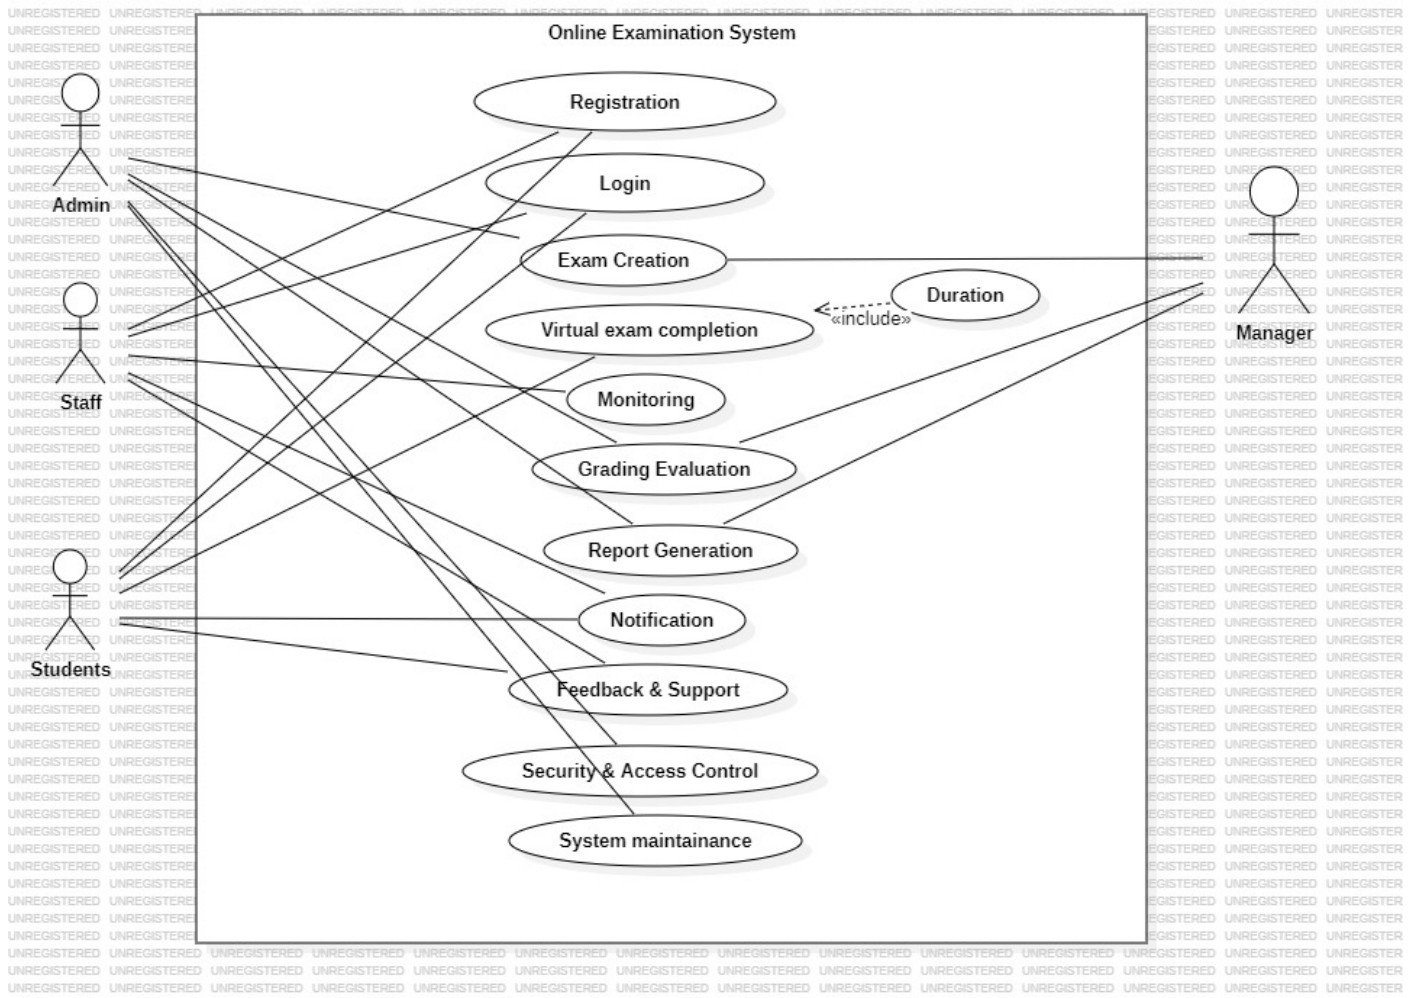 Online Examination System
Registration
Login
Exam Creation
Duration
«include»
Virtual exam completion
Monitoring
Grading Evaluation
Report Generation
Notification
Feedback & Support
Security & Access Control
System maintainance
Admin
Staff
Students
Manager
UNREGISTERED